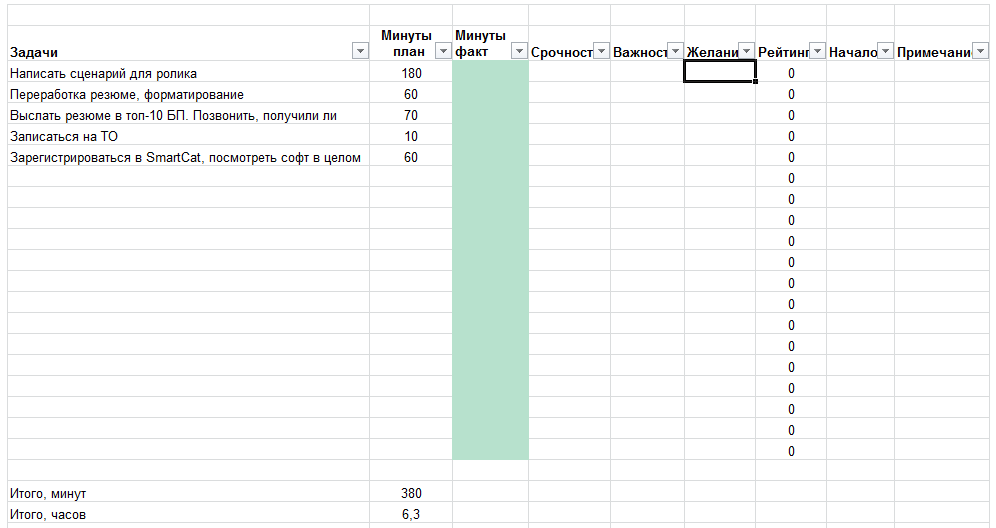 Задачи Минуты план Минуты факт Срочност Важност Желани Рейтинг Начало Примечани
Написать сценарий для ролика 180 0
Переработка резюме, форматирование 60 0
Выслать резюме в топ-10 БП. Позвонить, получили ли 70 0
Записаться на ТО 10 0
Зарегистрироваться в SmartCat, посмотреть софт в целом 60 0
0
0
0
0
0
0
0
0
0
0
0
0
0
0
Итого, минут 380
Итого, часов 6,3